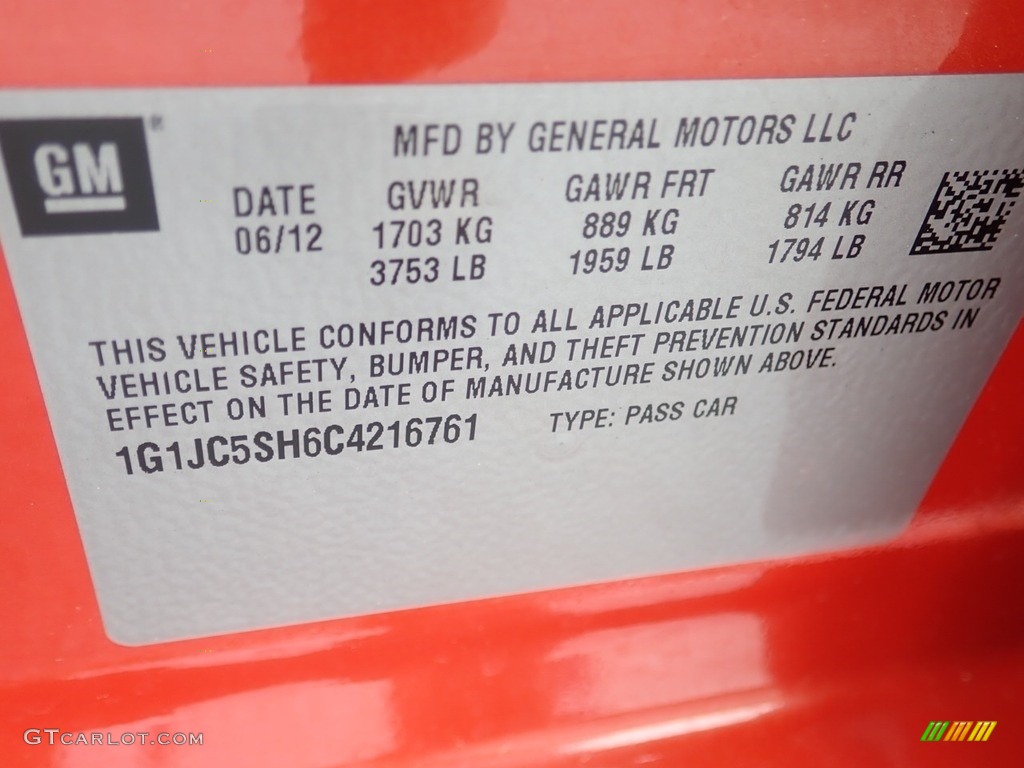 GM®
MFD BY GENERAL MOTORS LLC
DATE GVWR GAWR FRT GAWR RR
06/12 1703 KG 889 KG 814 KG
3753 LB 1959 LB 1794 LB
THIS VEHICLE CONFORMS TO ALL APPLICABLE U.S. FEDERAL MOTOR
VEHICLE SAFETY, BUMPER, AND THEFT PREVENTION STANDARDS IN
EFFECT ON THE DATE OF MANUFACTURE SHOWN ABOVE.
1G1JC5SH6C4216761 TYPE: PASS CAR
GTCARLOT.COM